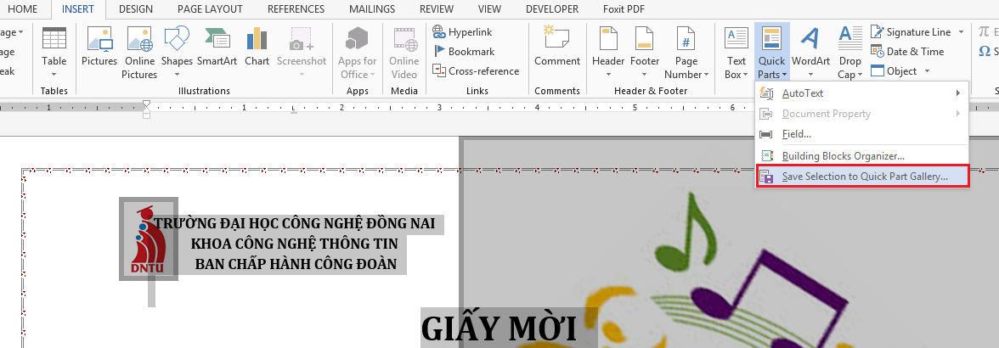 HOME INSERT DESIGN PAGE LAYOUT REFERENCES MAILINGS REVIEW VIEW DEVELOPER Foxit PDF
age
Table
Pictures
Online Pictures
Shapes
SmartArt
Chart
Screenshot
Apps for Office
Online Video
Hyperlink
Bookmark
Cross-reference
Comment
Header
Footer
Page Number
Text Box
Quick Parts
WordArt
Drop Cap
Signature Line
Date & Time
Object
π E
Ω S
ge
eak
Tables Illustrations Apps Media Links Comments Header & Footer
S
AutoText
Document Property
Field...
Building Blocks Organizer...
Save Selection to Quick Part Gallery...
1 1 2 3 4 5 6
TRƯỜNG ĐẠI HỌC CÔNG NGHỆ ĐỒNG NAI
KHOA CÔNG NGHỆ THÔNG TIN
BAN CHẤP HÀNH CÔNG ĐOÀN
DNTU
GIẤY MỜI